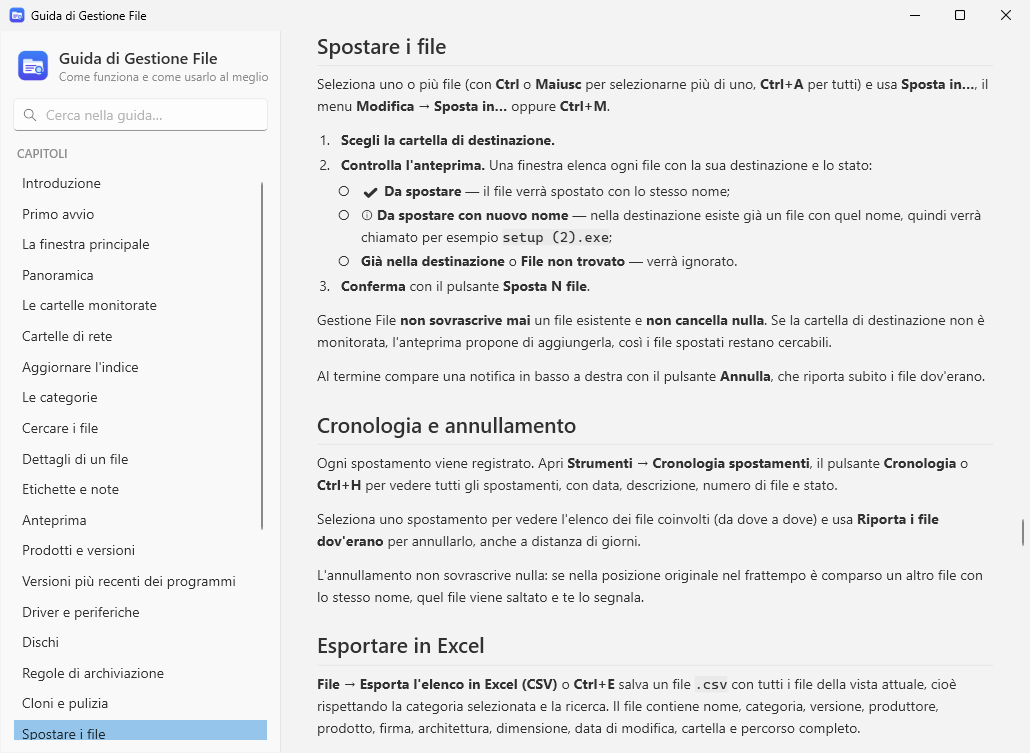 Guida di Gestione File
Guida di Gestione File
Come funziona e come usarlo al meglio
Cerca nella guida...
CAPITOLI
Introduzione
Primo avvio
La finestra principale
Panoramica
Le cartelle monitorate
Cartelle di rete
Aggiornare l'indice
Le categorie
Cercare i file
Dettagli di un file
Etichette e note
Anteprima
Prodotti e versioni
Versioni più recenti dei programmi
Driver e periferiche
Dischi
Regole di archiviazione
Cloni e pulizia
Spostare i file
Spostare i file
Seleziona uno o più file (con Ctrl o Maiusc per selezionarne più di uno, Ctrl+A per tutti) e usa Sposta in..., il
menu Modifica → Sposta in... oppure Ctrl+M.
1. Scegli la cartella di destinazione.
2. Controlla l'anteprima. Una finestra elenca ogni file con la sua destinazione e lo stato:
○ ✔ Da spostare — il file verrà spostato con lo stesso nome;
○ ⓘ Da spostare con nuovo nome — nella destinazione esiste già un file con quel nome, quindi verrà
chiamato per esempio setup (2).exe;
○ Già nella destinazione o File non trovato — verrà ignorato.
3. Conferma con il pulsante Sposta N file.
Gestione File non sovrascrive mai un file esistente e non cancella nulla. Se la cartella di destinazione non è
monitorata, l'anteprima propone di aggiungerla, così i file spostati restano cercabili.
Al termine compare una notifica in basso a destra con il pulsante Annulla, che riporta subito i file dov'erano.
Cronologia e annullamento
Ogni spostamento viene registrato. Apri Strumenti → Cronologia spostamenti, il pulsante Cronologia o
Ctrl+H per vedere tutti gli spostamenti, con data, descrizione, numero di file e stato.
Seleziona uno spostamento per vedere l'elenco dei file coinvolti (da dove a dove) e usa Riporta i file
dov'erano per annullarlo, anche a distanza di giorni.
L'annullamento non sovrascrive nulla: se nella posizione originale nel frattempo è comparso un altro file con
lo stesso nome, quel file viene saltato e te lo segnala.
Esportare in Excel
File → Esporta l'elenco in Excel (CSV) o Ctrl+E salva un file .csv con tutti i file della vista attuale, cioè
rispettando la categoria selezionata e la ricerca. Il file contiene nome, categoria, versione, produttore,
prodotto, firma, architettura, dimensione, data di modifica, cartella e percorso completo.